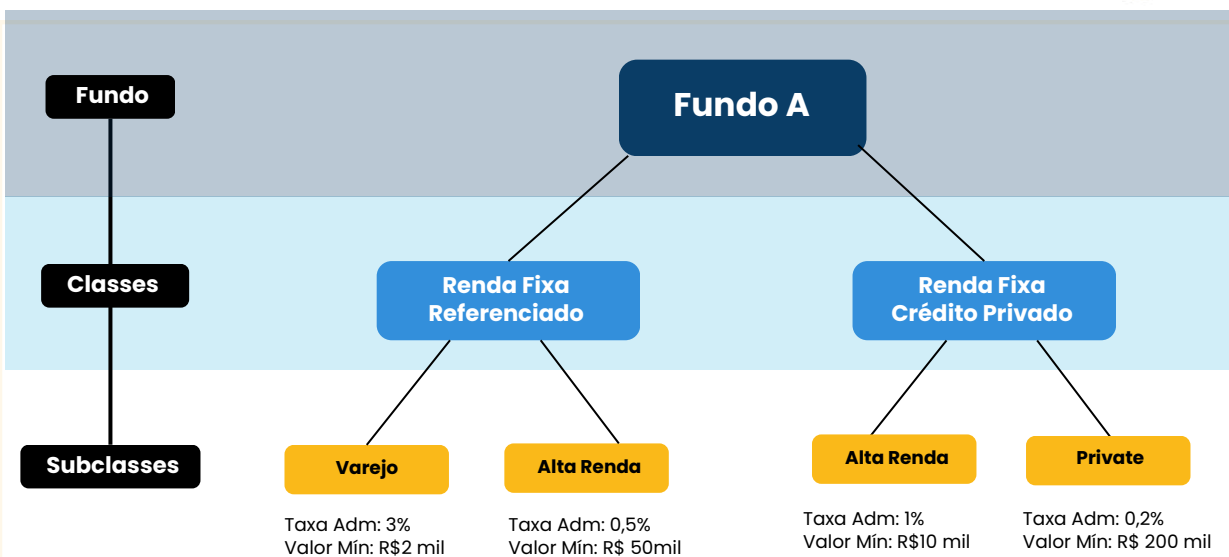 Fundo
Fundo A
Classes
Renda Fixa
Referenciado
Renda Fixa
Crédito Privado
Subclasses
Varejo
Alta Renda
Alta Renda
Private
Taxa Adm: 3%
Valor Mín: R$2 mil
Taxa Adm: 0,5%
Valor Mín: R$ 50mil
Taxa Adm: 1%
Valor Mín: R$10 mil
Taxa Adm: 0,2%
Valor Mín: R$ 200 mil